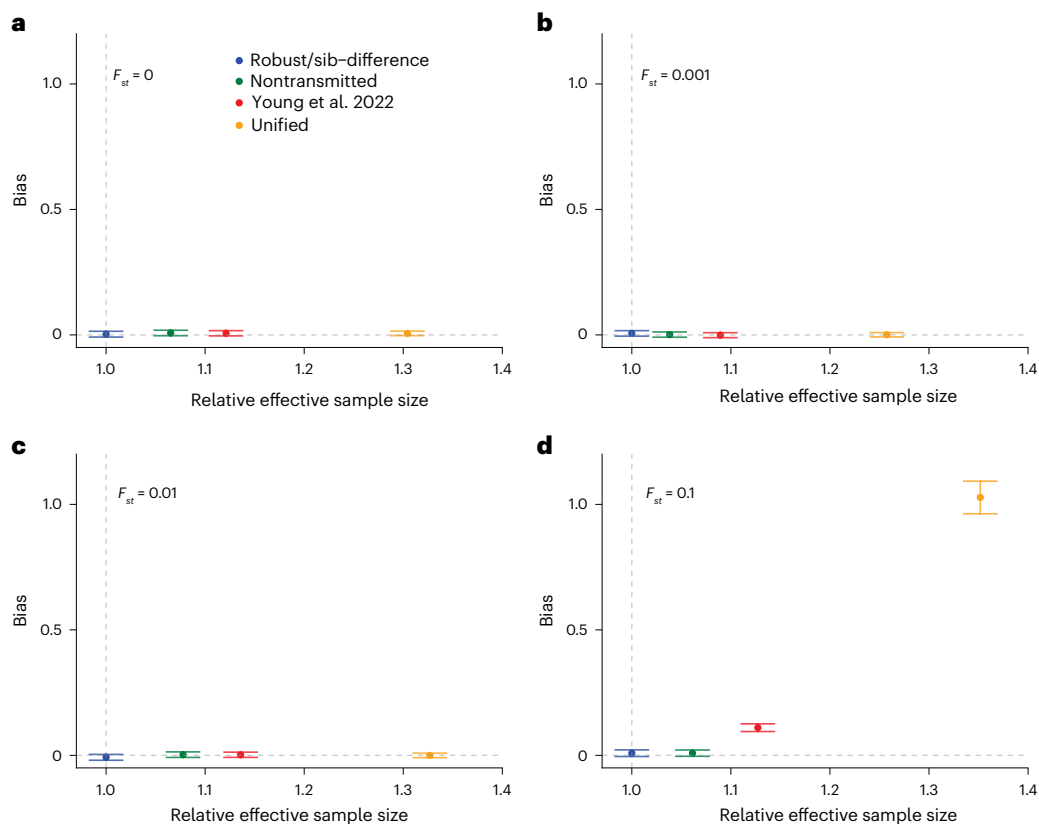 a
F_st = 0
Robust/sib–difference
Nontransmitted
Young et al. 2022
Unified
Bias
1.0
0.5
0
1.0 1.1 1.2 1.3 1.4
Relative effective sample size
b
F_st = 0.001
Bias
1.0
0.5
0
1.0 1.1 1.2 1.3 1.4
Relative effective sample size
c
F_st = 0.01
Bias
1.0
0.5
0
1.0 1.1 1.2 1.3 1.4
Relative effective sample size
d
F_st = 0.1
Bias
1.0
0.5
0
1.0 1.1 1.2 1.3 1.4
Relative effective sample size